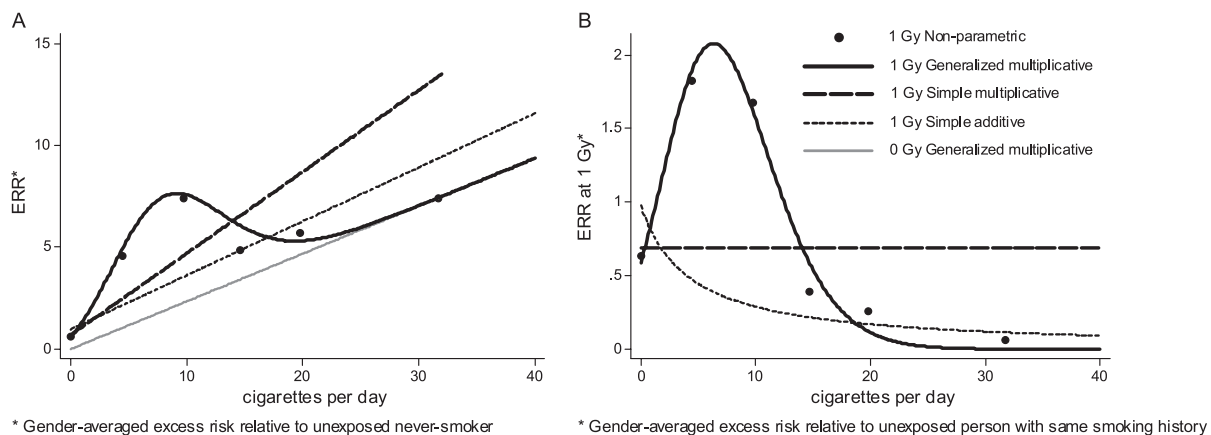 A
15
10
5
0
ERR*
0 10 20 30 40
cigarettes per day
* Gender-averaged excess risk relative to unexposed never-smoker
B
2
1.5
1
.5
0
ERR at 1 Gy*
1 Gy Non-parametric
1 Gy Generalized multiplicative
1 Gy Simple multiplicative
1 Gy Simple additive
0 Gy Generalized multiplicative
0 10 20 30 40
cigarettes per day
* Gender-averaged excess risk relative to unexposed person with same smoking history